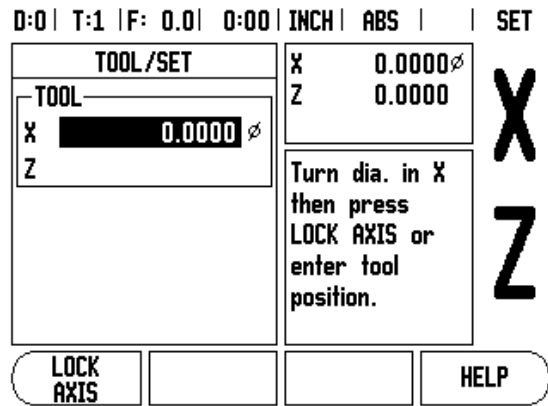 D:0 | T:1 | F: 0.0 | 0:00 | INCH | ABS | | SET
TOOL/SET
TOOL
X 0.0000 ⌀
Z
X 0.0000⌀
Z 0.0000
Turn dia. in X
then press
LOCK AXIS or
enter tool
position.
X
Z
LOCK
AXIS
HELP